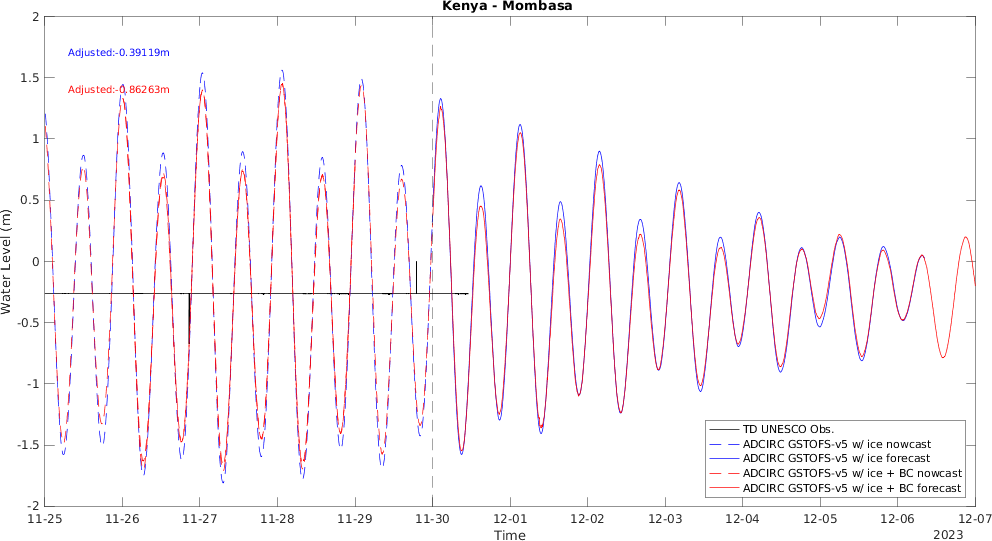 Kenya - Mombasa
2
1.5
1
0.5
0
-0.5
-1
-1.5
-2
Water Level (m)
Adjusted:-0.39119m
Adjusted:-0.86263m
TD UNESCO Obs.
ADCIRC GSTOFS-v5 w/ ice nowcast
ADCIRC GSTOFS-v5 w/ ice forecast
ADCIRC GSTOFS-v5 w/ ice + BC nowcast
ADCIRC GSTOFS-v5 w/ ice + BC forecast
11-25 11-26 11-27 11-28 11-29 11-30 12-01 12-02 12-03 12-04 12-05 12-06 12-07
Time
2023